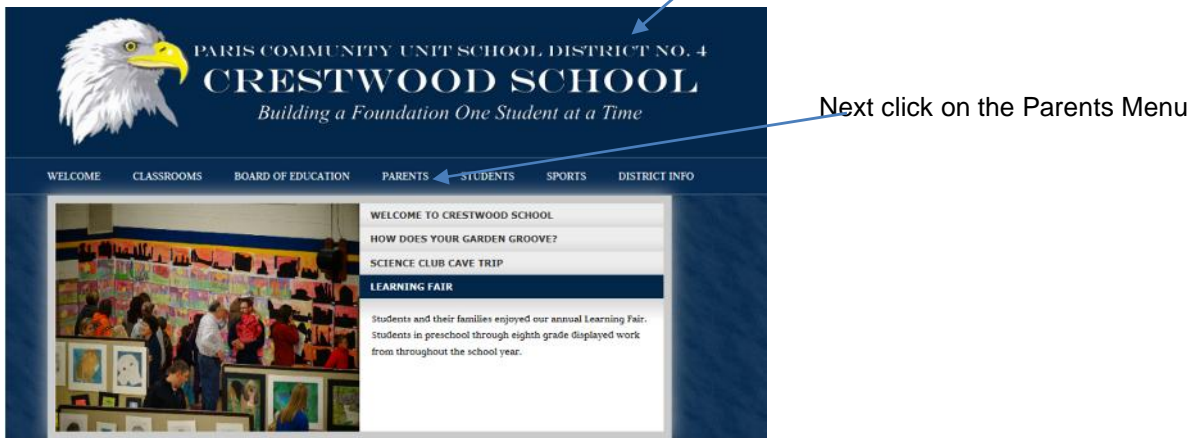 PARIS COMMUNITY UNIT SCHOOL DISTRICT NO. 4
CRESTWOOD SCHOOL
Building a Foundation One Student at a Time
Next click on the Parents Menu
WELCOME CLASSROOMS BOARD OF EDUCATION PARENTS STUDENTS SPORTS DISTRICT INFO
WELCOME TO CRESTWOOD SCHOOL
HOW DOES YOUR GARDEN GROOVE?
SCIENCE CLUB CAVE TRIP
LEARNING FAIR
Students and their families enjoyed our annual Learning Fair.
Students in preschool through eighth grade displayed work
from throughout the school year.